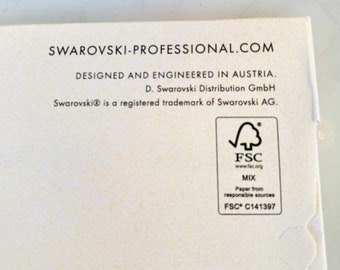 SWAROVSKI-PROFESSIONAL.COM
DESIGNED AND ENGINEERED IN AUSTRIA.
D. Swarovski Distribution GmbH
Swarovski® is a registered trademark of Swarovski AG.
FSC
www.fsc.org
MIX
Paper from
responsible sources
FSC® C141397